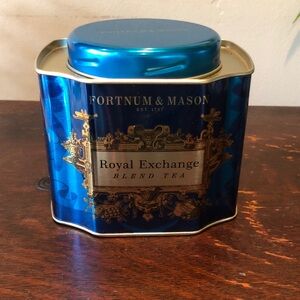 FORTNUM & MASON
EST. 1707
Royal Exchange
BLEND TEA